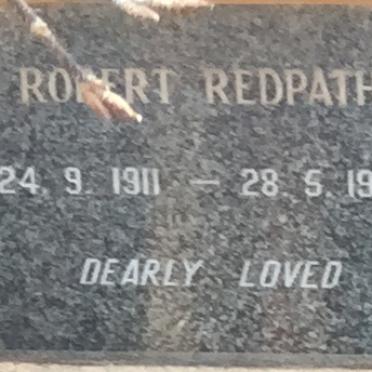 ROBERT REDPATH
24. 9. 1911 — 28. 5. 19
DEARLY LOVED